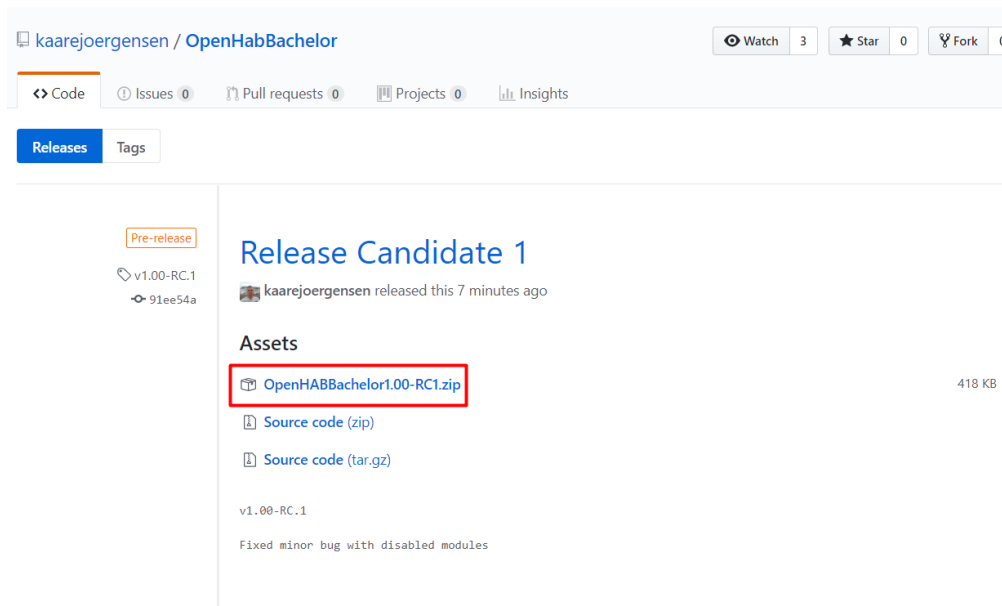 kaarejoergensen / OpenHabBachelor
Watch 3 Star 0 Fork
Code Issues 0 Pull requests 0 Projects 0 Insights
Releases Tags
Pre-release
Release Candidate 1
v1.00-RC.1
kaarejoergensen released this 7 minutes ago
91ee54a
Assets
OpenHABBachelor1.00-RC1.zip 418 KB
Source code (zip)
Source code (tar.gz)
v1.00-RC.1
Fixed minor bug with disabled modules